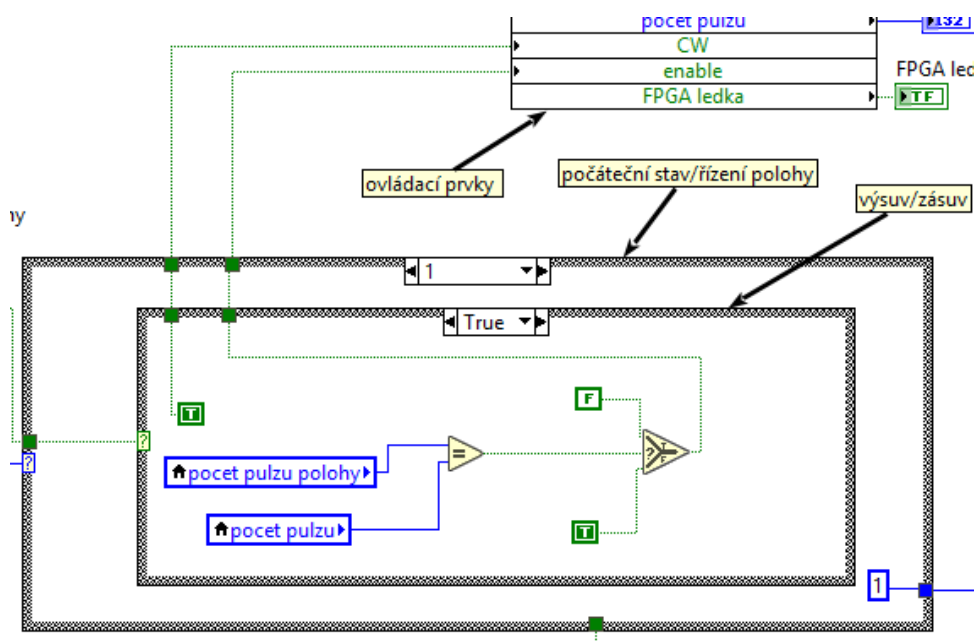 pocet pulzu
I32
CW
enable
FPGA led
FPGA ledka
TF
ovládací prvky
počáteční stav/řízení polohy
výsuv/zásuv
1
True
T
F
?
=
? T F
pocet pulzu polohy
pocet pulzu
T
?
1